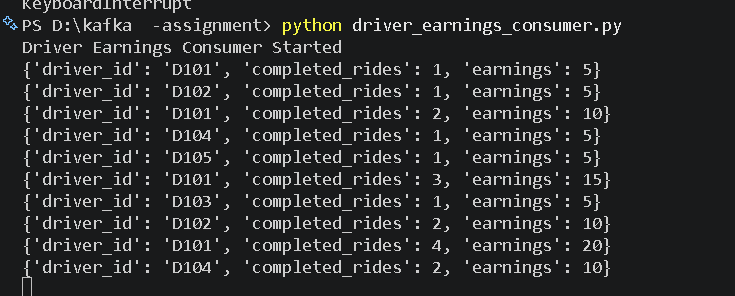 KeyboardInterrupt
PS D:\kafka  -assignment> python driver_earnings_consumer.py
Driver Earnings Consumer Started
{'driver_id': 'D101', 'completed_rides': 1, 'earnings': 5}
{'driver_id': 'D102', 'completed_rides': 1, 'earnings': 5}
{'driver_id': 'D101', 'completed_rides': 2, 'earnings': 10}
{'driver_id': 'D104', 'completed_rides': 1, 'earnings': 5}
{'driver_id': 'D105', 'completed_rides': 1, 'earnings': 5}
{'driver_id': 'D101', 'completed_rides': 3, 'earnings': 15}
{'driver_id': 'D103', 'completed_rides': 1, 'earnings': 5}
{'driver_id': 'D102', 'completed_rides': 2, 'earnings': 10}
{'driver_id': 'D101', 'completed_rides': 4, 'earnings': 20}
{'driver_id': 'D104', 'completed_rides': 2, 'earnings': 10}